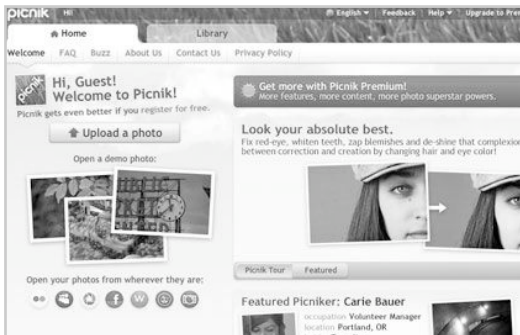 picnik Hi!
English Feedback Help Upgrade to Prem
Home Library
Welcome FAQ Buzz About Us Contact Us Privacy Policy
Hi, Guest!
Welcome to Picnik!
Picnik gets even better if you register for free.
Upload a photo
Open a demo photo:
Open your photos from wherever they are:
Get more with Picnik Premium!
More features, more content, more photo superstar powers.
Look your absolute best.
Fix red-eye, whiten teeth, zap blemishes and de-shine that complexion
between correction and creation by changing hair and eye color!
Picnik Tour Featured
Featured Picniker: Carie Bauer
occupation Volunteer Manager
location Portland, OR